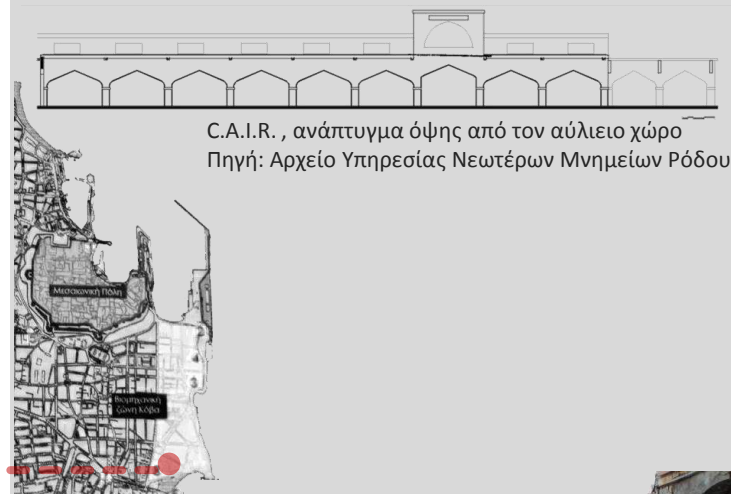 C.A.I.R. , ανάπτυγμα όψης από τον αύλιειο χώρο
Πηγή: Αρχείο Υπηρεσίας Νεωτέρων Μνημείων Ρόδου
Μεσαιωνική Πόλη
Βιομηχανική
ζώνη Κόβα